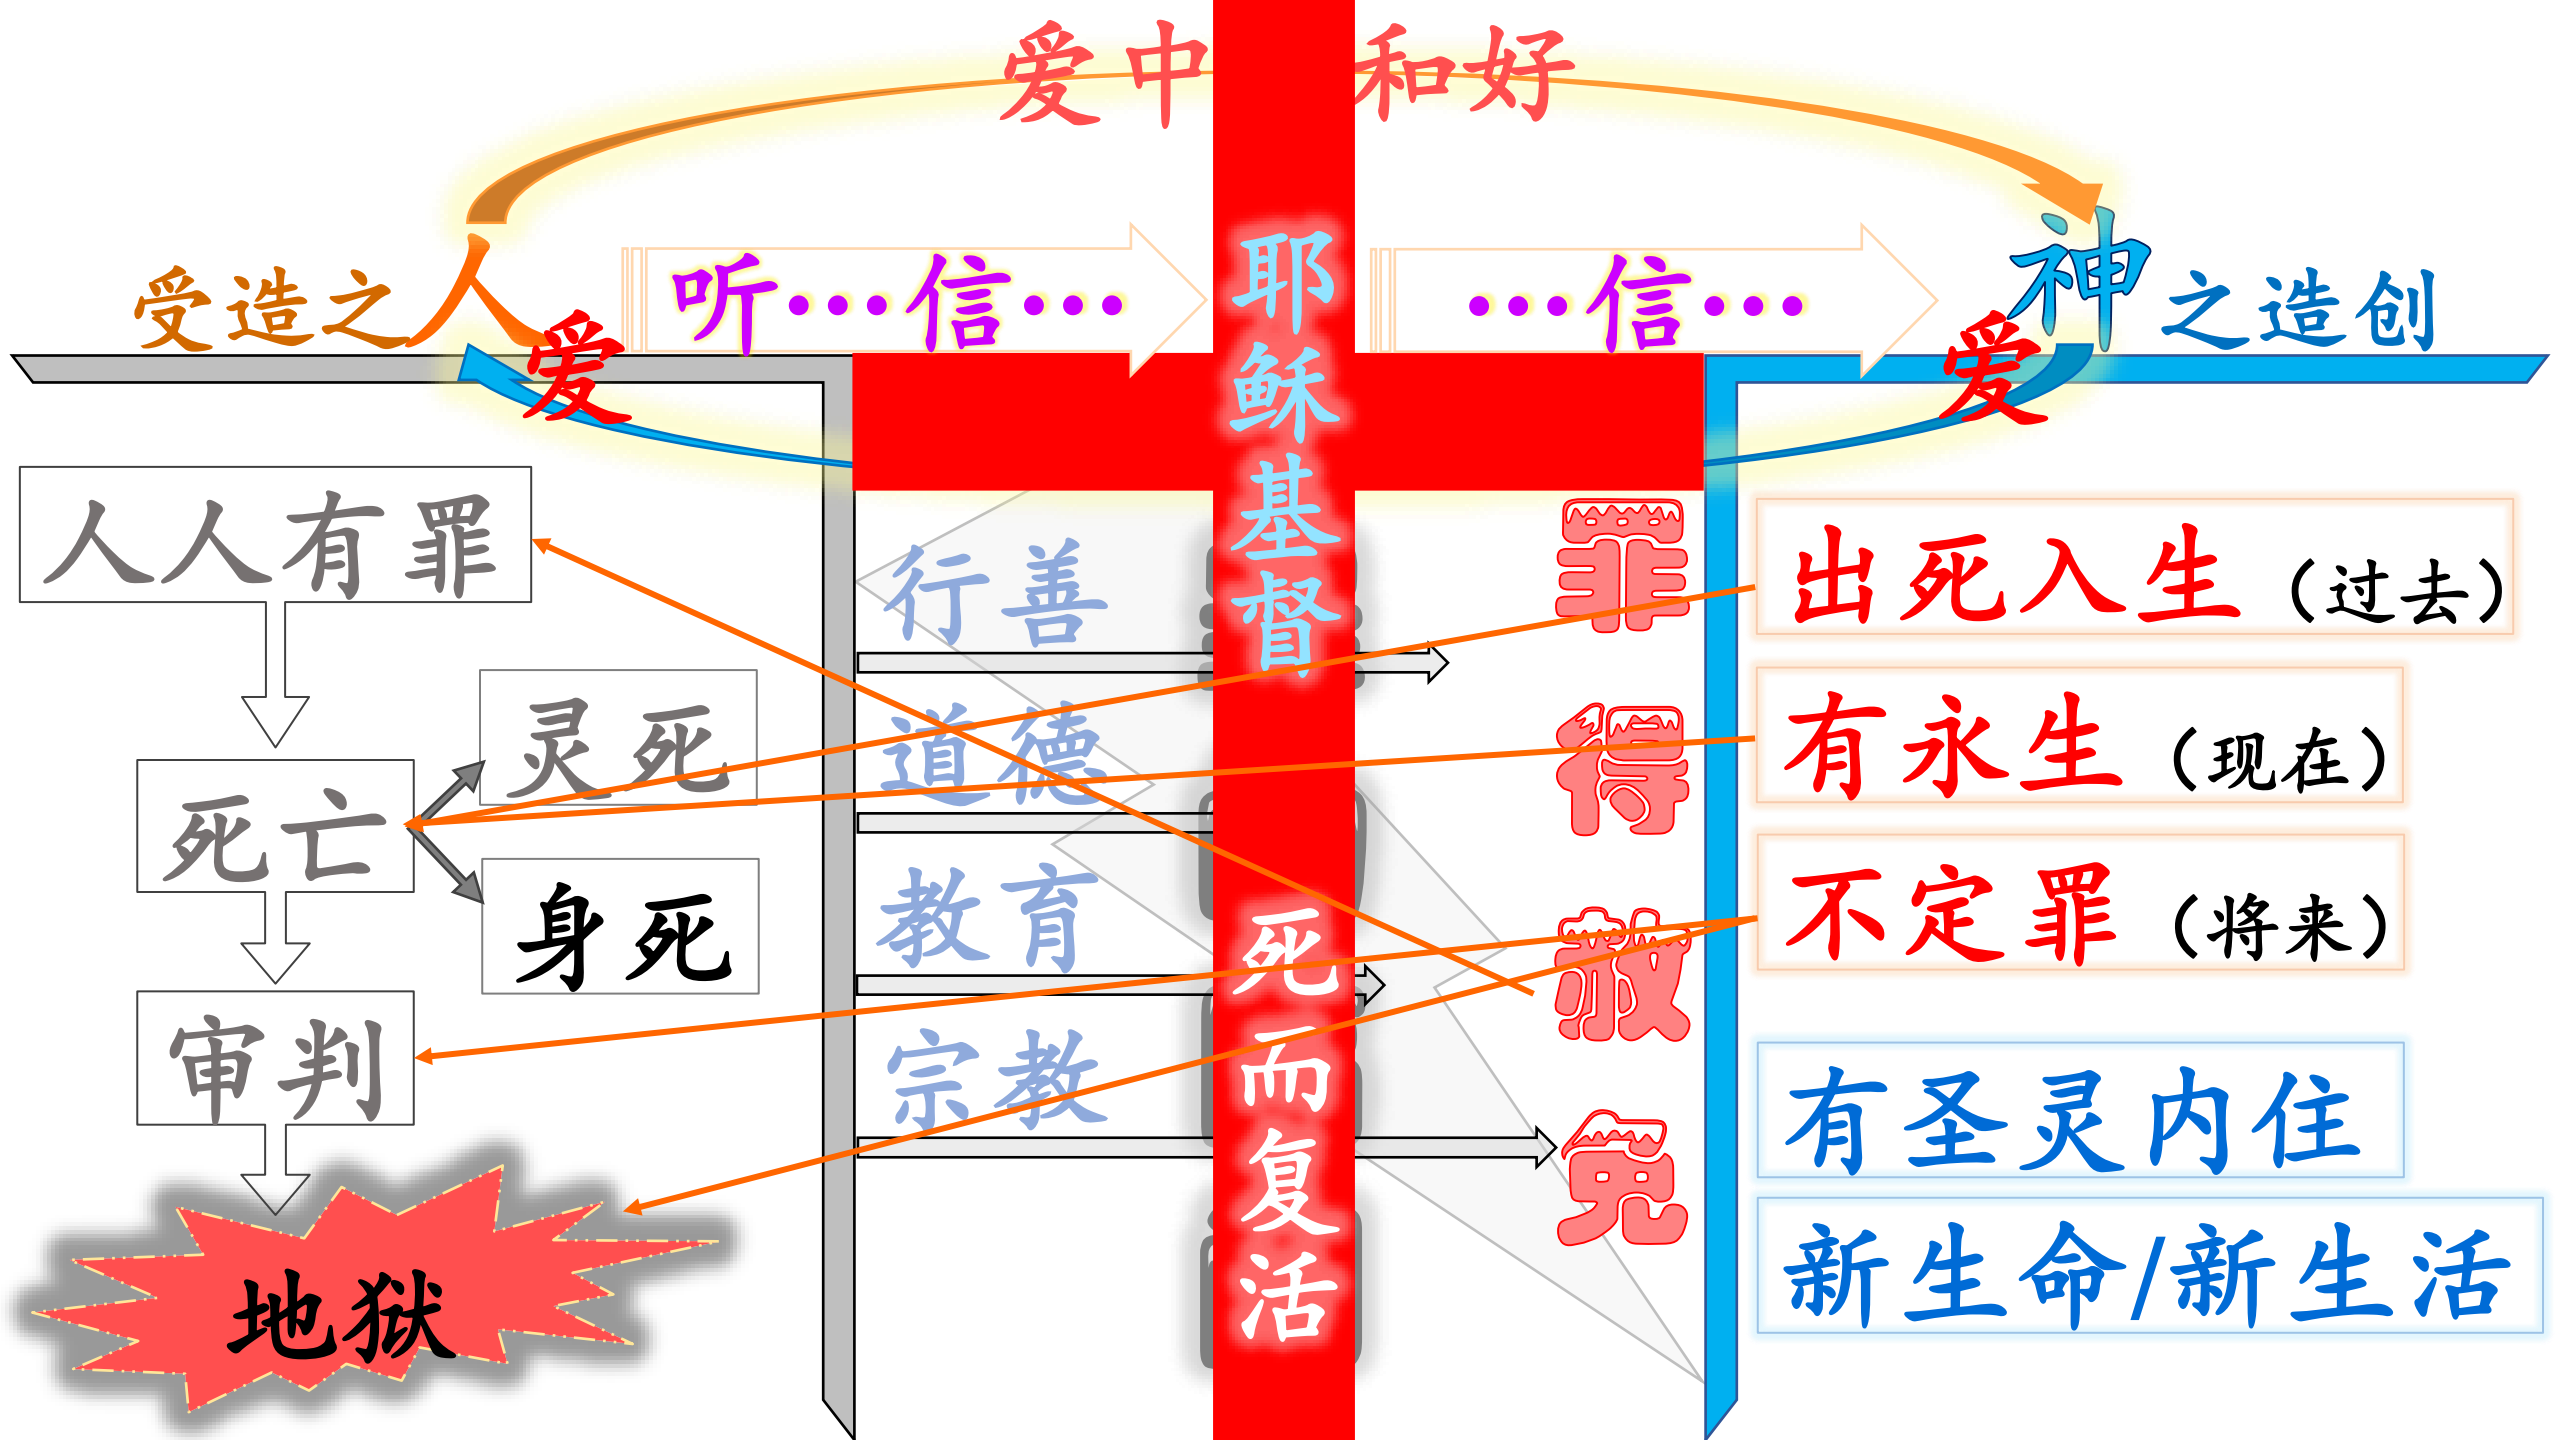 爱中和好
受造之人
听…信…
…信…
神之造创
爱
爱
耶稣基督
死而复活
人人有罪
死亡
灵死
身死
审判
地狱
行善
道德
教育
宗教
罪得赦免
出死入生（过去）
有永生（现在）
不定罪（将来）
有圣灵内住
新生命/新生活